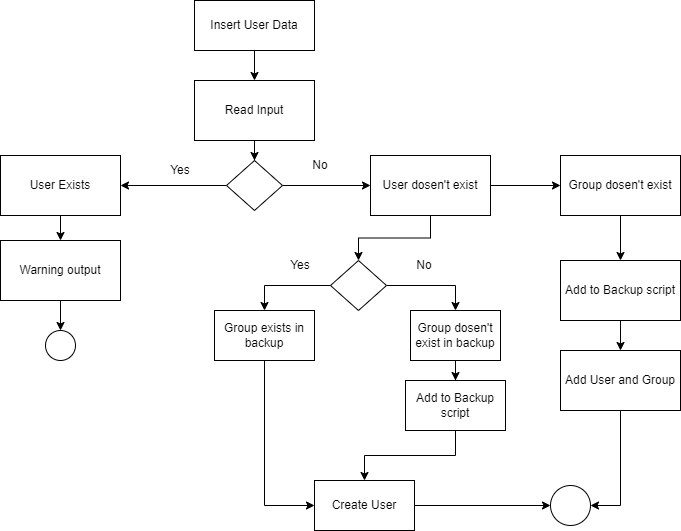 Insert User Data
Read Input
Yes
No
User Exists
User dosen't exist
Group dosen't exist
Warning output
Yes
No
Add to Backup script
Group exists in
backup
Group dosen't
exist in backup
Add User and Group
Add to Backup
script
Create User